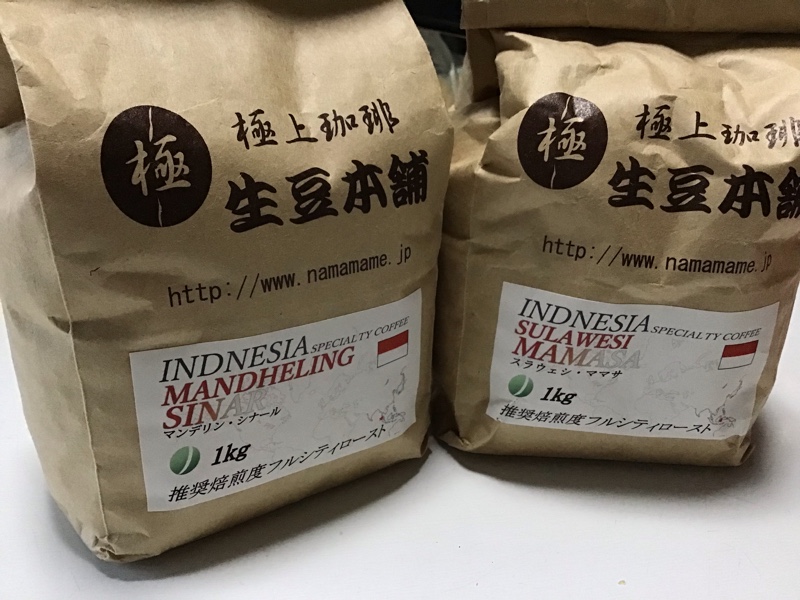 極
極上珈琲
生豆本舗
http://www.namamame.jp
INDNESIA SPECIALTY COFFEE
MANDHELING
SINAR
マンデリン・シナール
1kg
推奨焙煎度フルシティロースト
極
極上珈琲
生豆本舗
http://www.namamame.jp
INDNESIA SPECIALTY COFFEE
SULAWESI
MAMASA
スラウェシ・ママサ
1kg
推奨焙煎度フルシティロースト